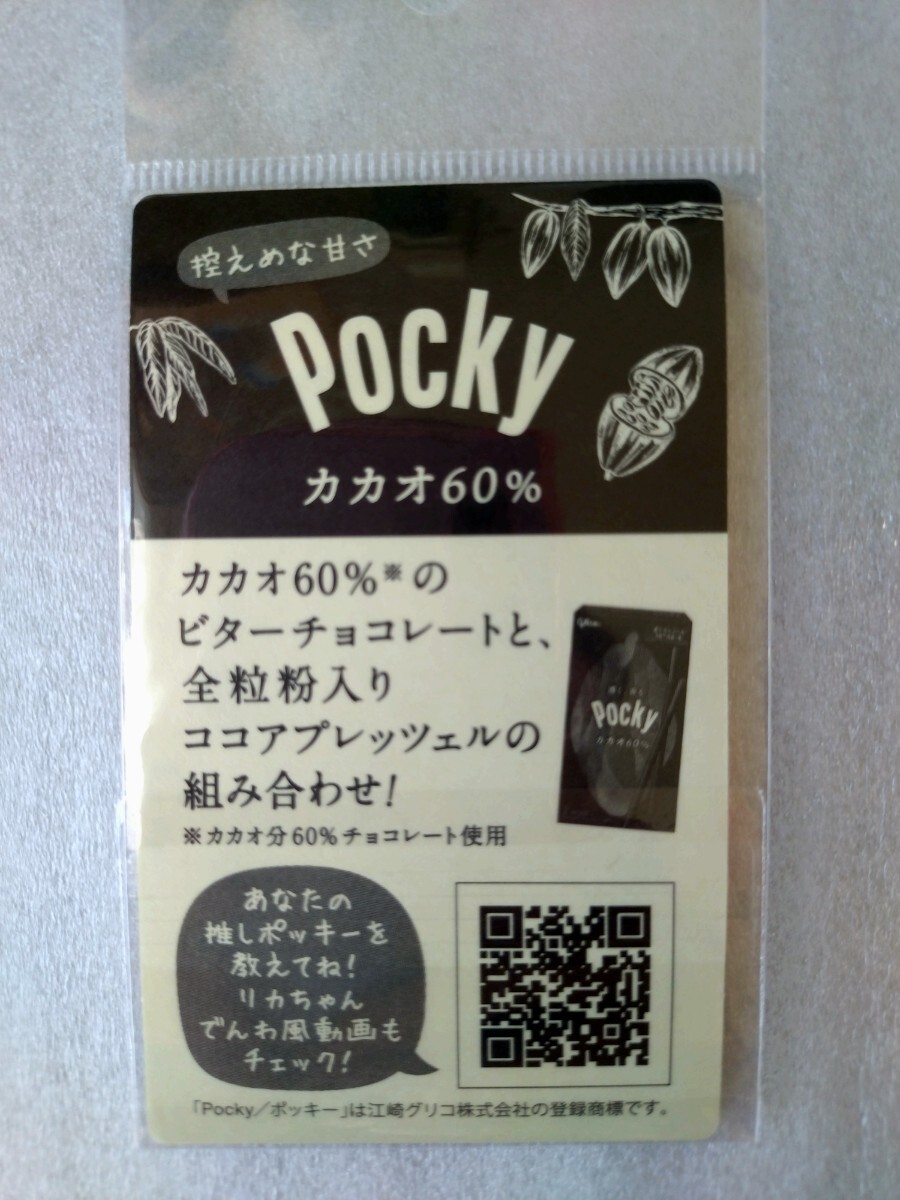 控えめな甘さ
Pocky
カカオ60%
カカオ60%※の
ビターチョコレートと、
全粒粉入り
ココアプレッツェルの
組み合わせ!
※カカオ分60%チョコレート使用
Glico
Pocky
カカオ60%
あなたの
推しポッキーを
教えてね!
リカちゃん
でんわ風動画も
チェック!
「Pocky／ポッキー」は江崎グリコ株式会社の登録商標です。